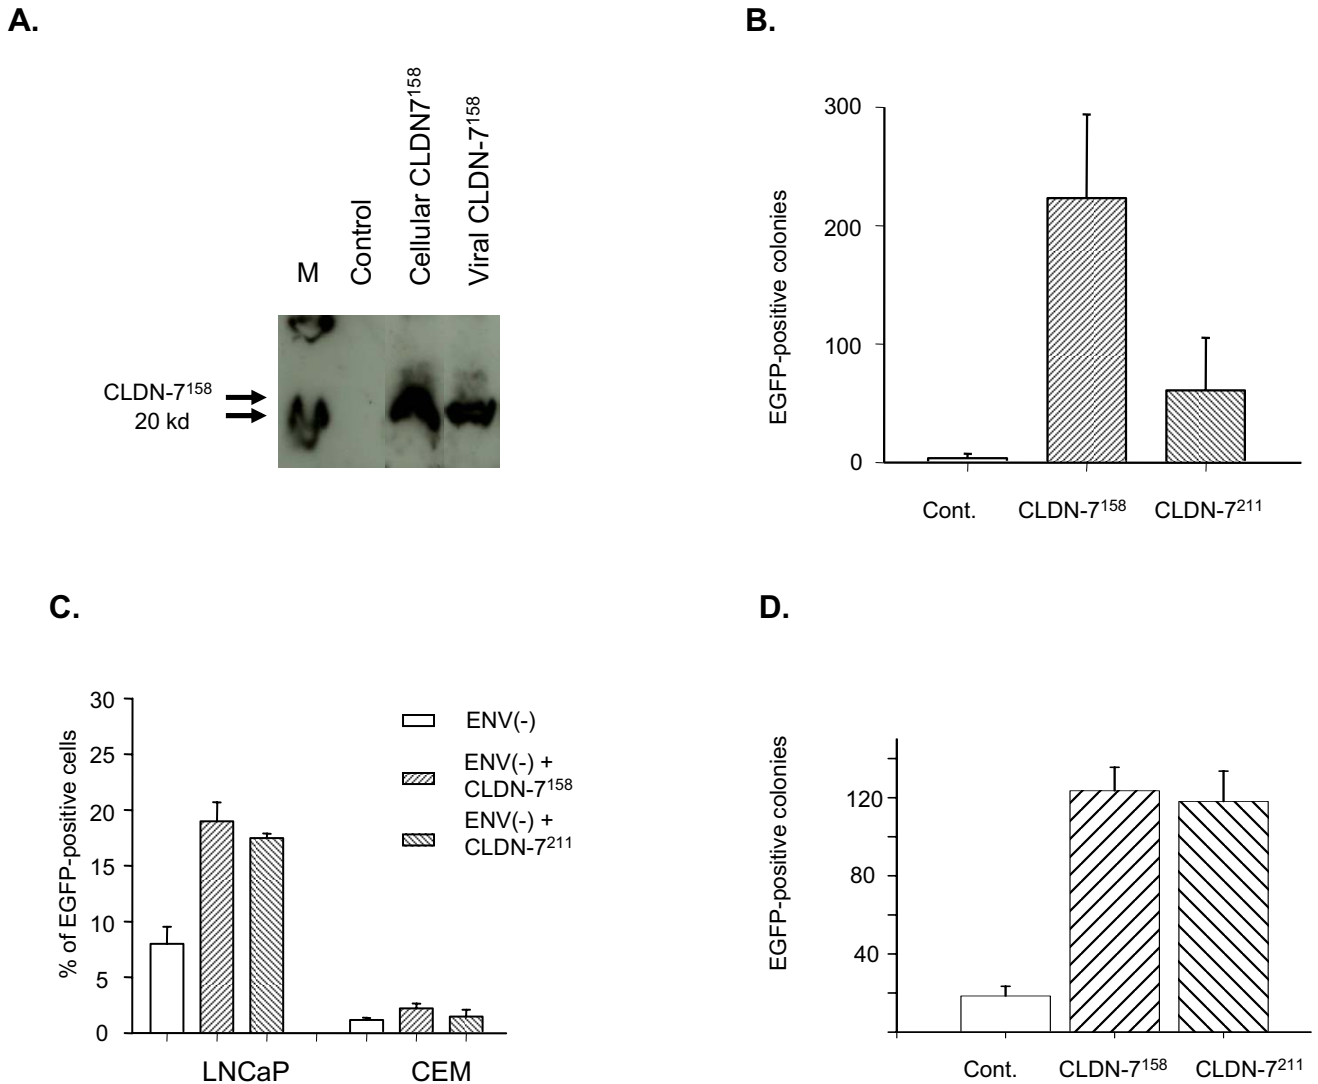 A.
M
Control
Cellular CLDN7158
Viral CLDN-7158
CLDN-7158
20 kd
B.
EGFP-positive colonies
300
200
100
0
Cont.
CLDN-7158
CLDN-7211
C.
% of EGFP-positive cells
30
25
20
15
10
5
0
ENV(-)
ENV(-) +
CLDN-7158
ENV(-) +
CLDN-7211
LNCaP
CEM
D.
EGFP-positive colonies
120
80
40
Cont.
CLDN-7158
CLDN-7211